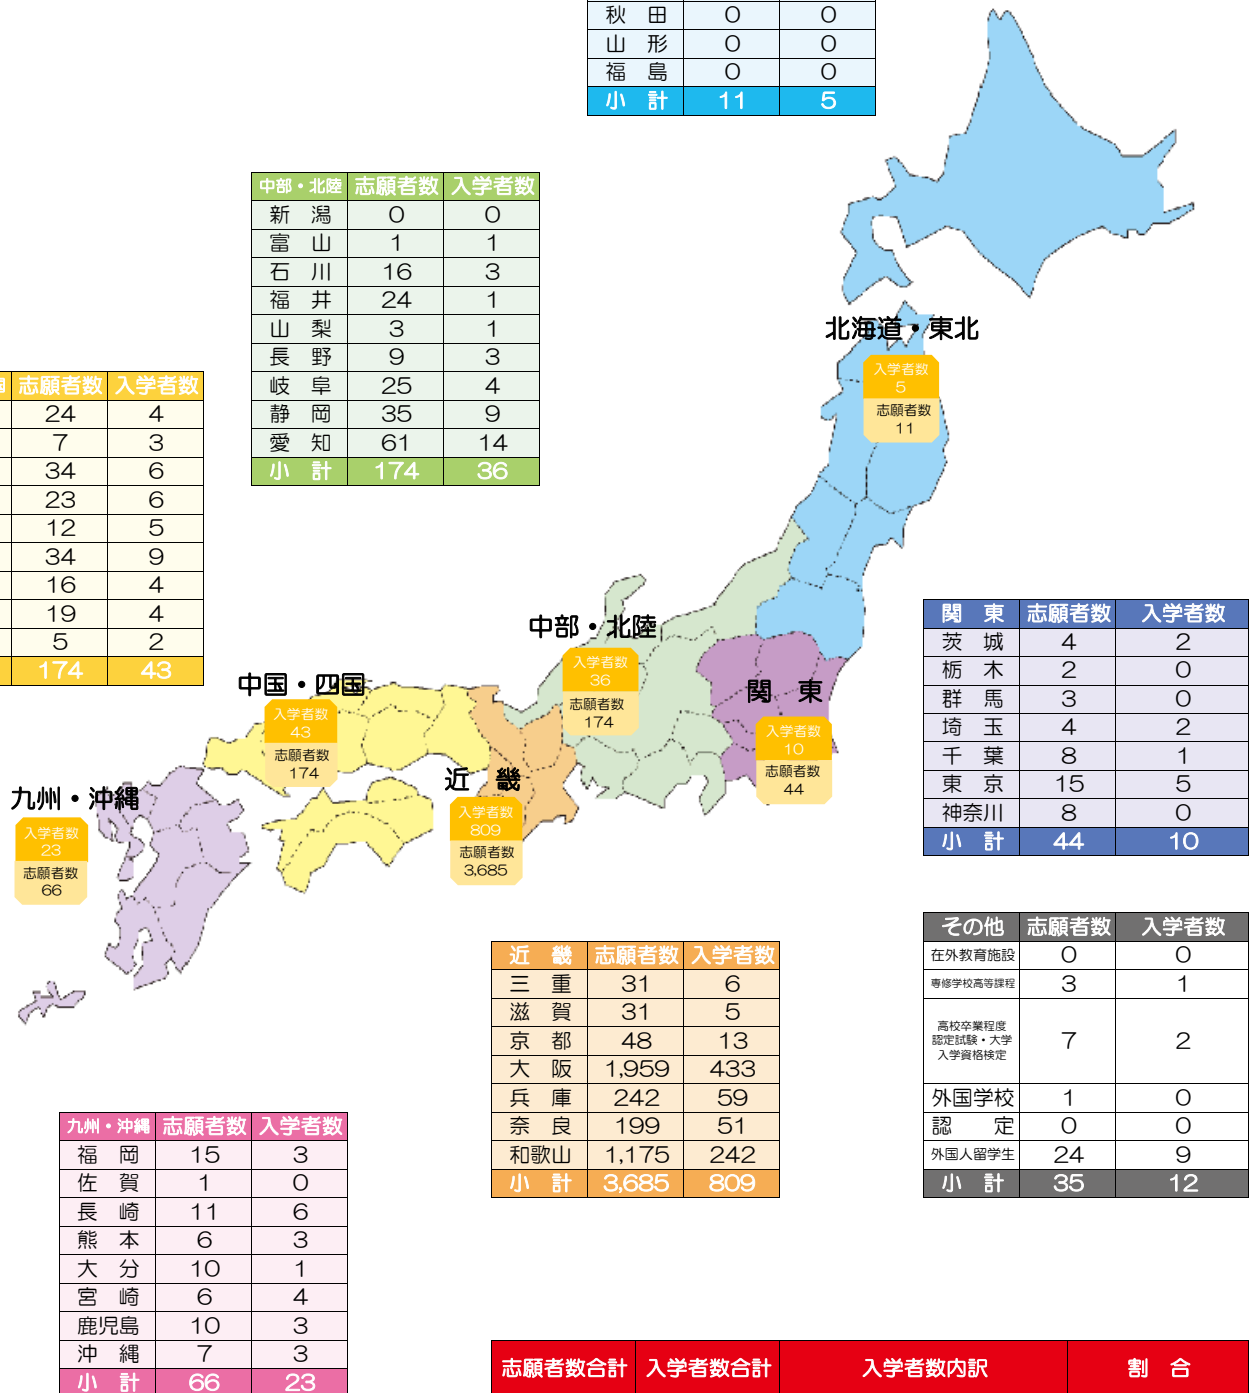 秋　田 0 0
山　形 0 0
福　島 0 0
小　計 11 5
中部・北陸 志願者数 入学者数
新　潟 0 0
富　山 1 1
石　川 16 3
福　井 24 1
山　梨 3 1
長　野 9 3
岐　阜 25 4
静　岡 35 9
愛　知 61 14
小　計 174 36
北海道・東北
入学者数
5
志願者数
11
国 志願者数 入学者数
24 4
7 3
34 6
23 6
12 5
34 9
16 4
19 4
5 2
174 43
中部・北陸
入学者数
36
志願者数
174
中国・四国
入学者数
43
志願者数
174
関　東
入学者数
10
志願者数
44
近　畿
入学者数
809
志願者数
3,685
九州・沖縄
入学者数
23
志願者数
66
関　東 志願者数 入学者数
茨　城 4 2
栃　木 2 0
群　馬 3 0
埼　玉 4 2
千　葉 8 1
東　京 15 5
神奈川 8 0
小　計 44 10
その他 志願者数 入学者数
在外教育施設 0 0
専修学校高等課程 3 1
高校卒業程度
認定試験・大学 7 2
入学資格検定
外国学校 1 0
認　　定 0 0
外国人留学生 24 9
小　計 35 12
近　畿 志願者数 入学者数
三　重 31 6
滋　賀 31 5
京　都 48 13
大　阪 1,959 433
兵　庫 242 59
奈　良 199 51
和歌山 1,175 242
小　計 3,685 809
九州・沖縄 志願者数 入学者数
福　岡 15 3
佐　賀 1 0
長　崎 11 6
熊　本 6 3
大　分 10 1
宮　崎 6 4
鹿児島 10 3
沖　縄 7 3
小　計 66 23
志願者数合計 入学者数合計 入学者数内訳 割　合